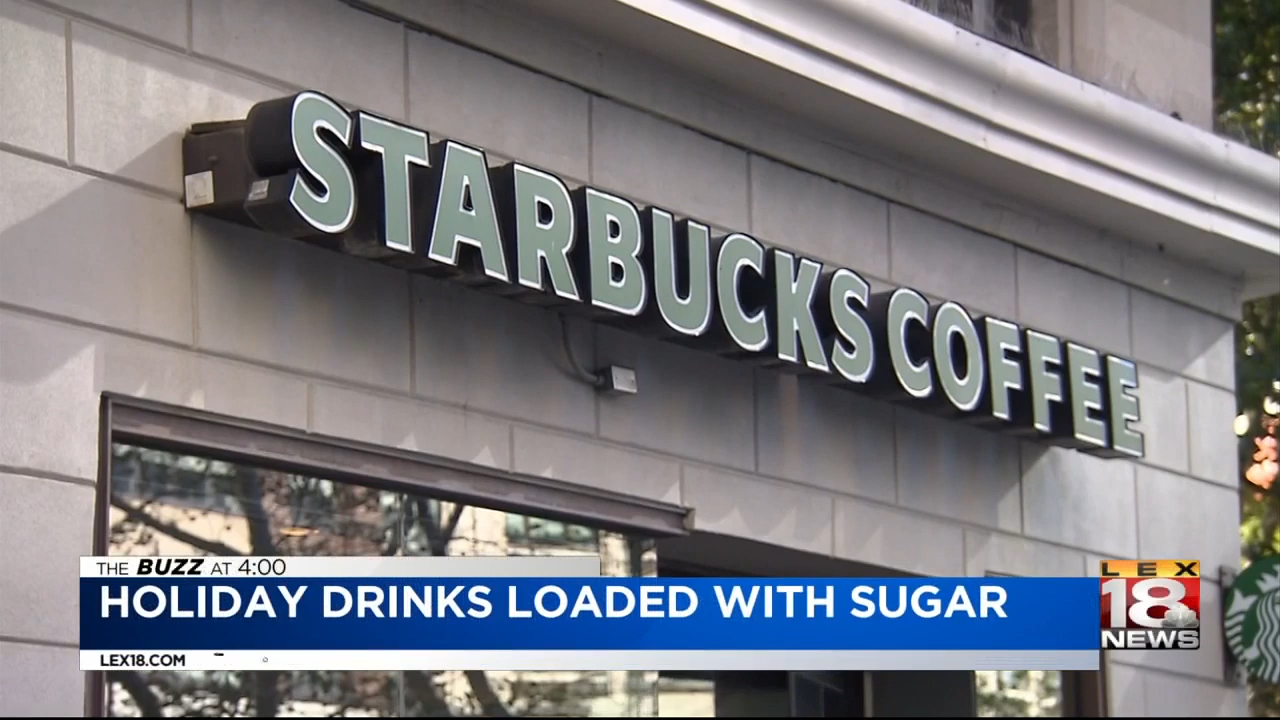 STARBUCKS COFFEE
THE BUZZ AT 4:00
HOLIDAY DRINKS LOADED WITH SUGAR
LEX18.COM
LEX
18
NEWS